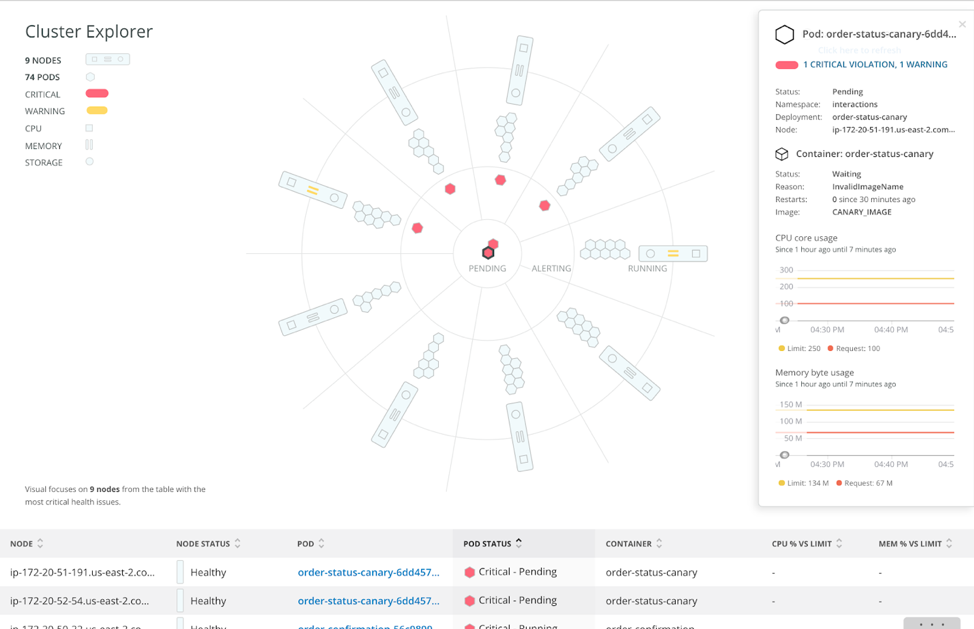 Cluster Explorer
9 NODES
74 PODS
CRITICAL
WARNING
CPU
MEMORY
STORAGE
PENDING
ALERTING
RUNNING
Visual focuses on 9 nodes from the table with the
most critical health issues.
Pod: order-status-canary-6dd4...
Click here to refresh
1 CRITICAL VIOLATION, 1 WARNING
Status: Pending
Namespace: interactions
Deployment: order-status-canary
Node: ip-172-20-51-191.us-east-2.com...
Container: order-status-canary
Status: Waiting
Reason: InvalidImageName
Restarts: 0 since 30 minutes ago
Image: CANARY_IMAGE
CPU core usage
Since 1 hour ago until 7 minutes ago
300
200
100
04:30 PM 04:40 PM 04:5
Limit: 250 Request: 100
Memory byte usage
Since 1 hour ago until 7 minutes ago
150 M
100 M
50 M
04:30 PM 04:40 PM 04:5
Limit: 134 M Request: 67 M
NODE NODE STATUS POD POD STATUS CONTAINER CPU % VS LIMIT MEM % VS LIMIT
ip-172-20-51-191.us-east-2.co... Healthy order-status-canary-6dd457... Critical - Pending order-status-canary - -
ip-172-20-52-54.us-east-2.co... Healthy order-status-canary-6dd457... Critical - Pending order-status-canary - -
Healthy Critical - Running order-confirmation